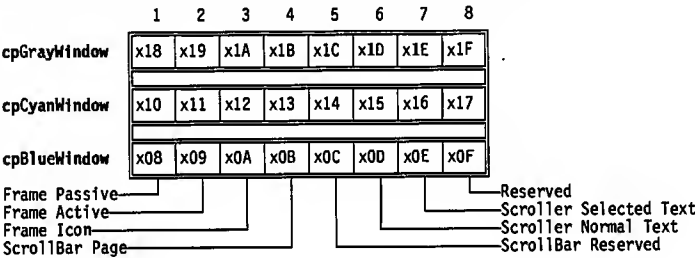 1 2 3 4 5 6 7 8
cpGrayWindow x18 x19 x1A x1B x1C x1D x1E x1F
cpCyanWindow x10 x11 x12 x13 x14 x15 x16 x17
cpBlueWindow x08 x09 x0A x0B x0C x0D x0E x0F
Frame Passive Reserved
Frame Active Scroller Selected Text
Frame Icon Scroller Normal Text
ScrollBar Page ScrollBar Reserved